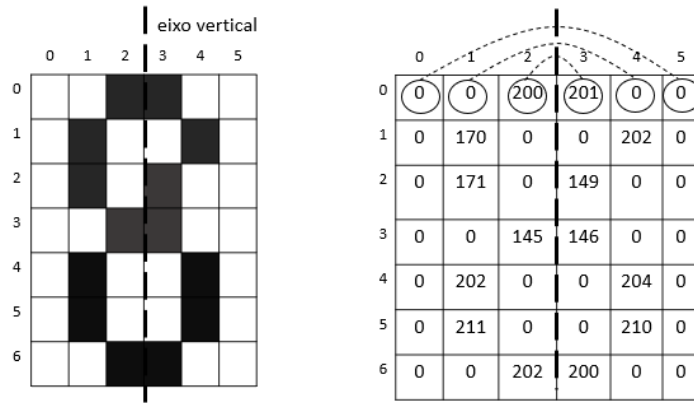 eixo vertical
0 1 2 3 4 5
0
1
2
3
4
5
6
0 1 2 3 4 5
0 0 0 200 201 0 0
1 0 170 0 0 202 0
2 0 171 0 149 0 0
3 0 0 145 146 0 0
4 0 202 0 0 204 0
5 0 211 0 0 210 0
6 0 0 202 200 0 0